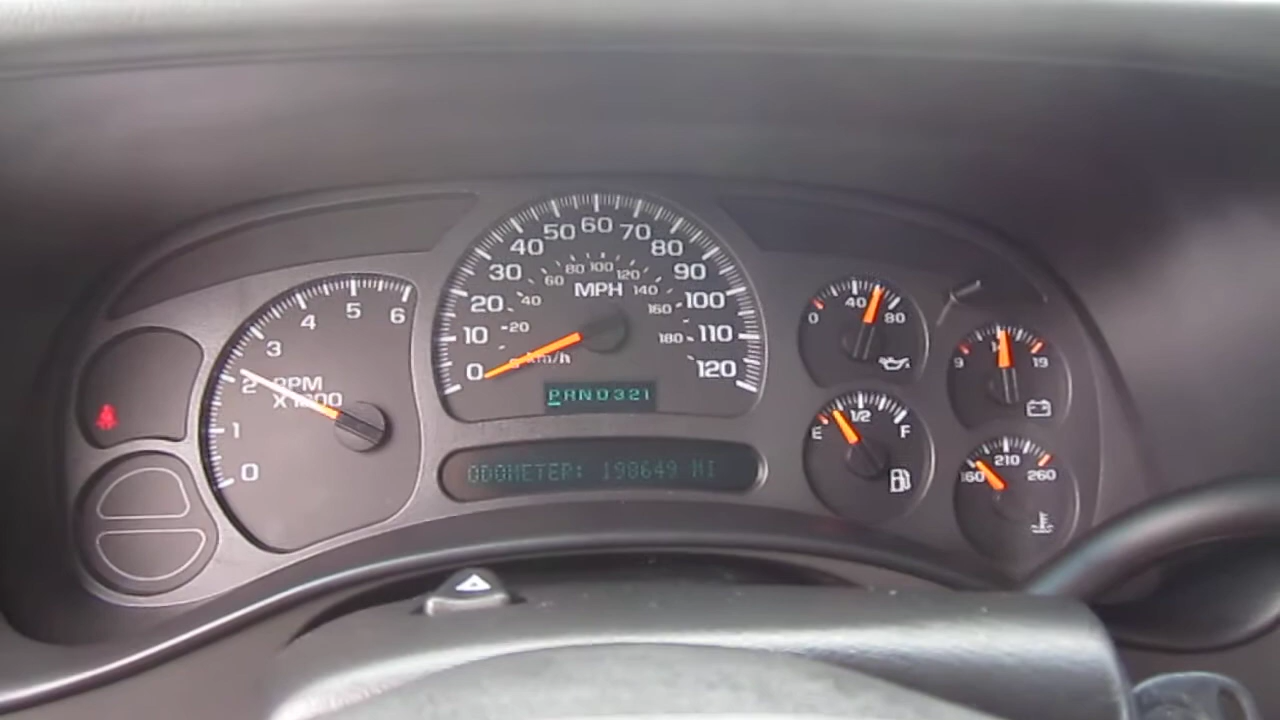 0 1 2 3 4 5 6
RPM
X1000
0 10 20 30 40 50 60 70 80 90 100 110 120
20 40 60 80 100 120 140 160 180
MPH
km/h
PRND321
ODOMETER: 190649 MI
0 40 80
E 1/2 F
9 14 19
160 210 260